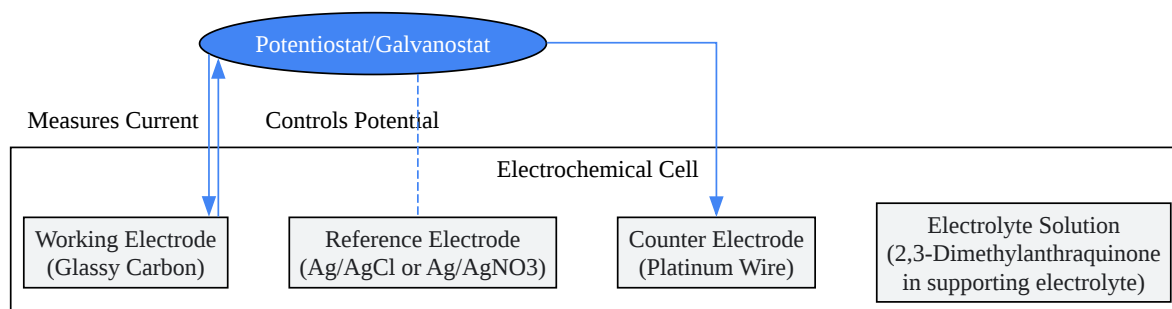 Potentiostat/Galvanostat
Measures Current
Controls Potential
Electrochemical Cell
Working Electrode
(Glassy Carbon)
Reference Electrode
(Ag/AgCl or Ag/AgNO3)
Counter Electrode
(Platinum Wire)
Electrolyte Solution
(2,3-Dimethylanthraquinone
in supporting electrolyte)